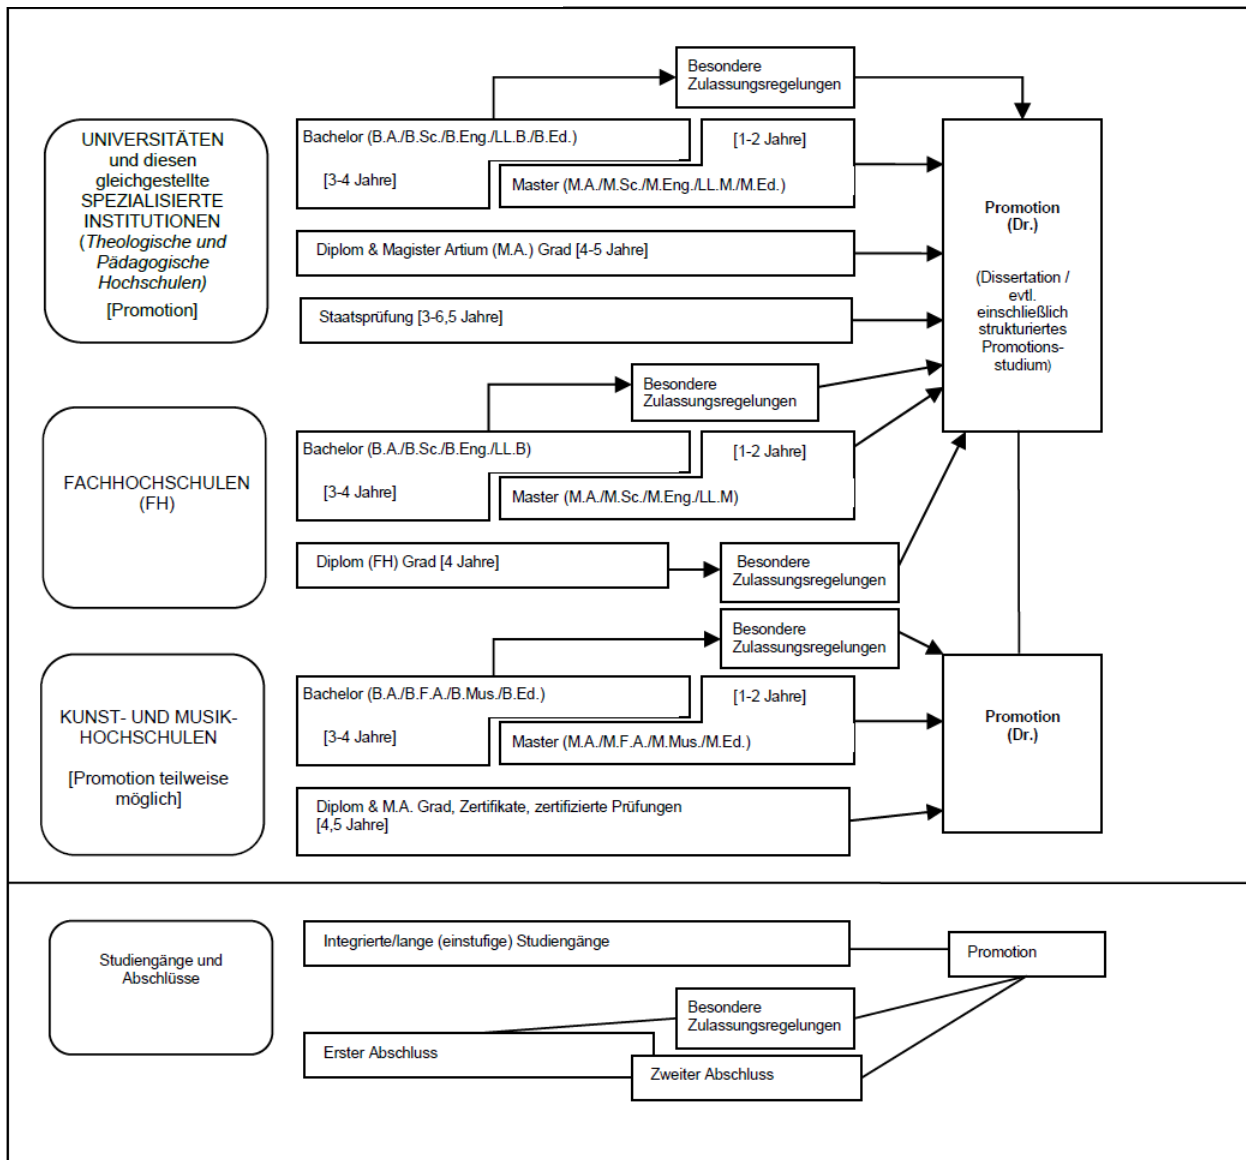 Besondere
Zulassungsregelungen
UNIVERSITÄTEN
und diesen
gleichgestellte
SPEZIALISIERTE
INSTITUTIONEN
(Theologische und
Pädagogische
Hochschulen)
[Promotion]
Bachelor (B.A./B.Sc./B.Eng./LL.B./B.Ed.)
[3-4 Jahre]
[1-2 Jahre]
Master (M.A./M.Sc./M.Eng./LL.M./M.Ed.)
Diplom & Magister Artium (M.A.) Grad [4-5 Jahre]
Staatsprüfung [3-6,5 Jahre]
Promotion
(Dr.)
(Dissertation /
evtl.
einschließlich
strukturiertes
Promotions-
studium)
Besondere
Zulassungsregelungen
FACHHOCHSCHULEN
(FH)
Bachelor (B.A./B.Sc./B.Eng./LL.B)
[3-4 Jahre]
[1-2 Jahre]
Master (M.A./M.Sc./M.Eng./LL.M)
Diplom (FH) Grad [4 Jahre]
Besondere
Zulassungsregelungen
Besondere
Zulassungsregelungen
KUNST- UND MUSIK-
HOCHSCHULEN
[Promotion teilweise
möglich]
Bachelor (B.A./B.F.A./B.Mus./B.Ed.)
[3-4 Jahre]
[1-2 Jahre]
Master (M.A./M.F.A./M.Mus./M.Ed.)
Diplom & M.A. Grad, Zertifikate, zertifizierte Prüfungen
[4,5 Jahre]
Promotion
(Dr.)
Studiengänge und
Abschlüsse
Integrierte/lange (einstufige) Studiengänge
Promotion
Besondere
Zulassungsregelungen
Erster Abschluss
Zweiter Abschluss